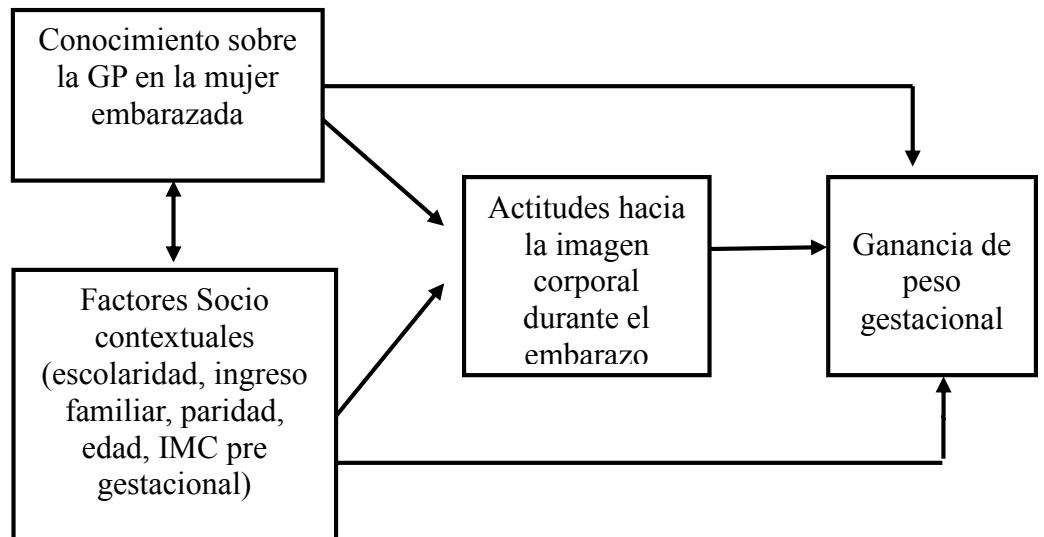 Conocimiento sobre
la GP en la mujer
embarazada
Factores Socio
contextuales
(escolaridad, ingreso
familiar, paridad,
edad, IMC pre
gestacional)
Actitudes hacia
la imagen
corporal
durante el
embarazo
Ganancia de
peso
gestacional